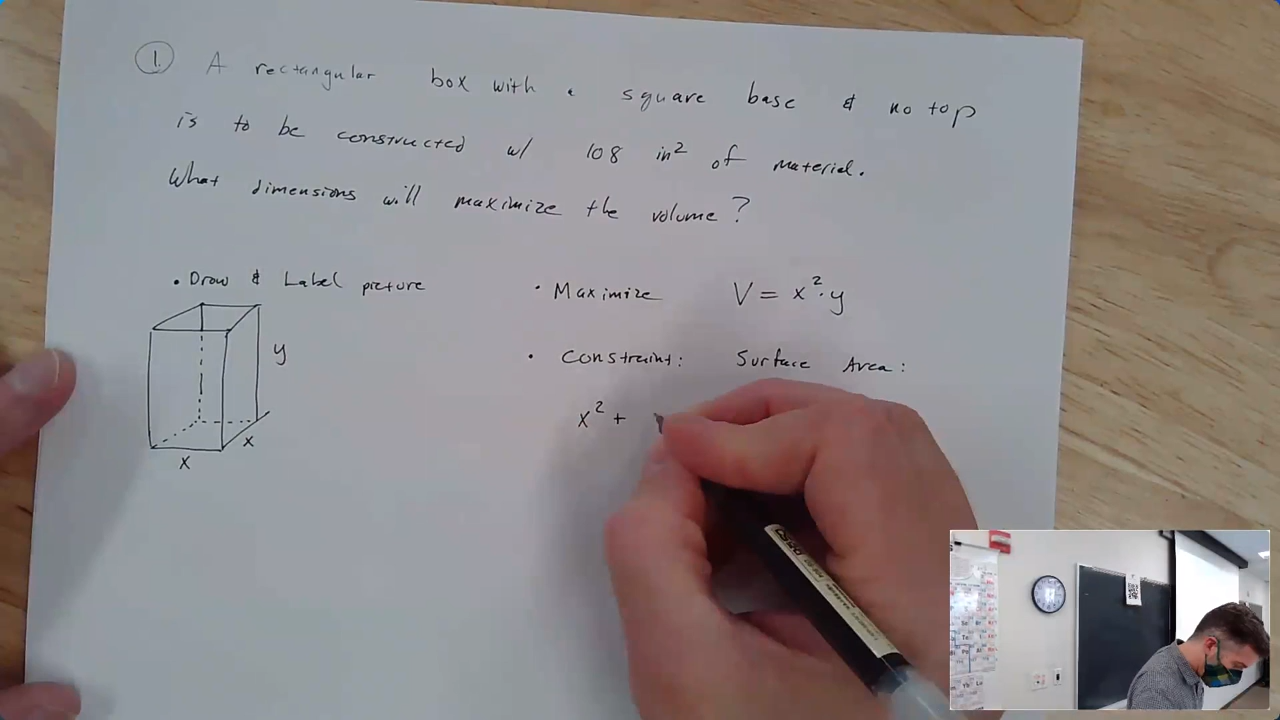 1. A rectangular box with a square base & no top
is to be constructed w/ 108 in² of material.
What dimensions will maximize the volume?
• Draw & Label picture
y
x
x
• Maximize V = x²·y
• Constraint: Surface Area:
x² +